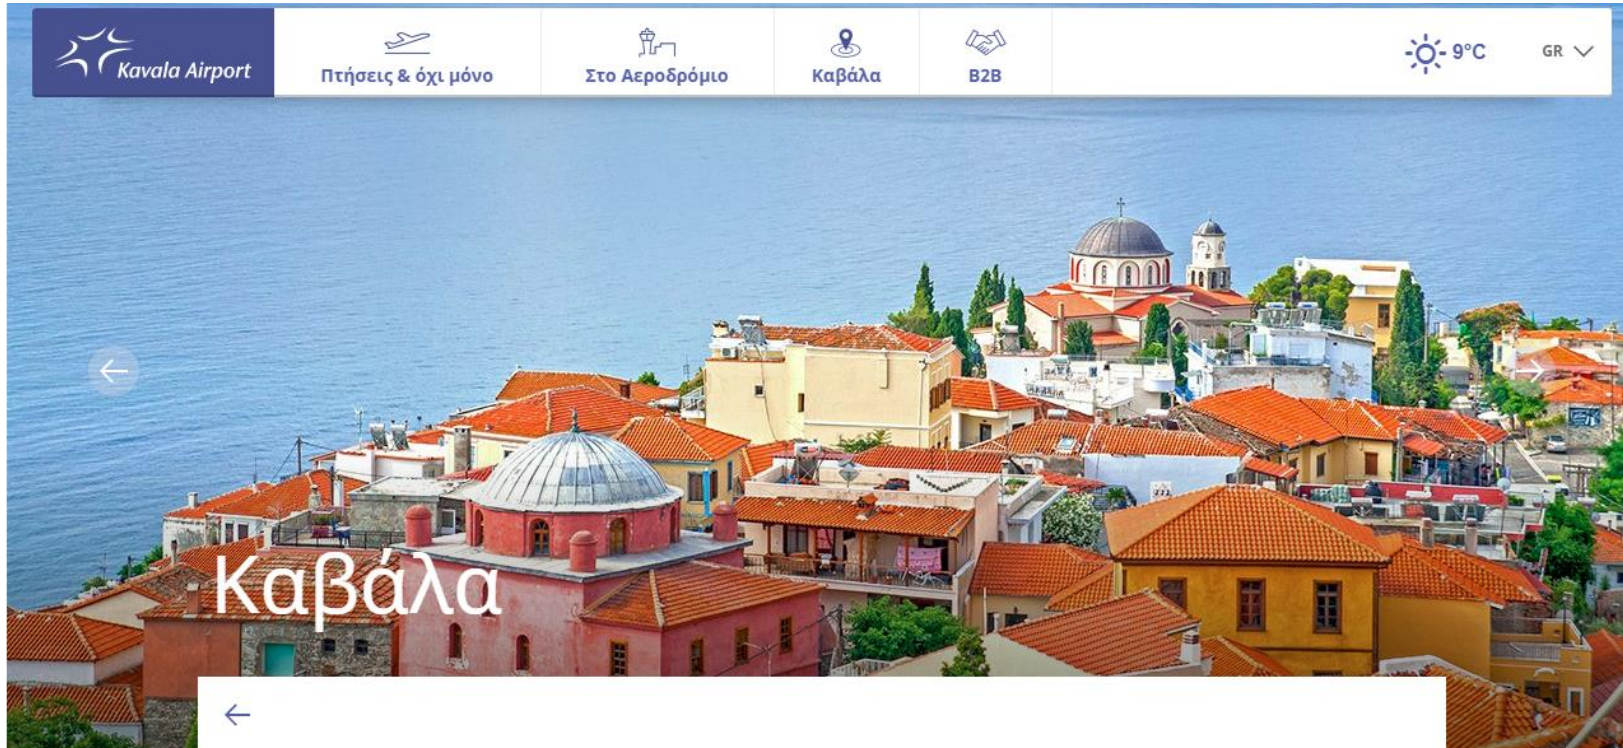 Kavala Airport
Πτήσεις & όχι μόνο
Στο Αεροδρόμιο
Καβάλα
B2B
9°C
GR
Καβάλα